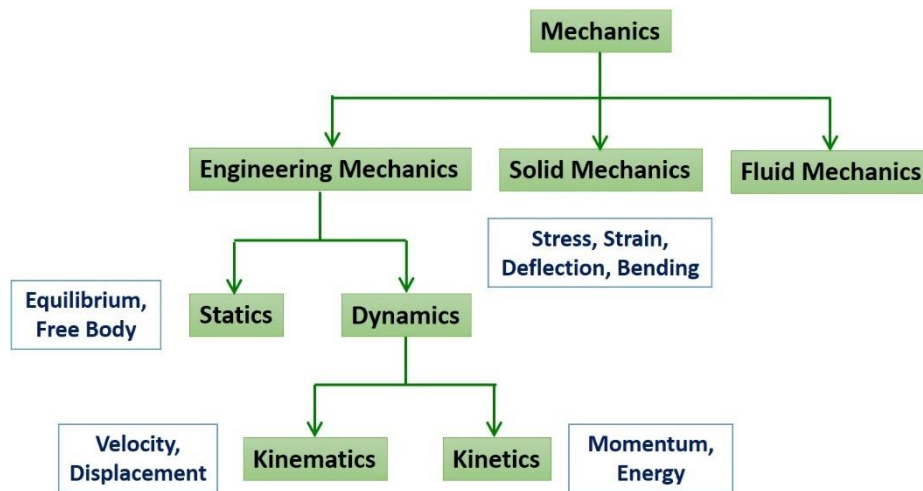 Mechanics
Engineering Mechanics
Solid Mechanics
Fluid Mechanics
Stress, Strain,
Deflection, Bending
Equilibrium,
Free Body
Statics
Dynamics
Velocity,
Displacement
Kinematics
Kinetics
Momentum,
Energy